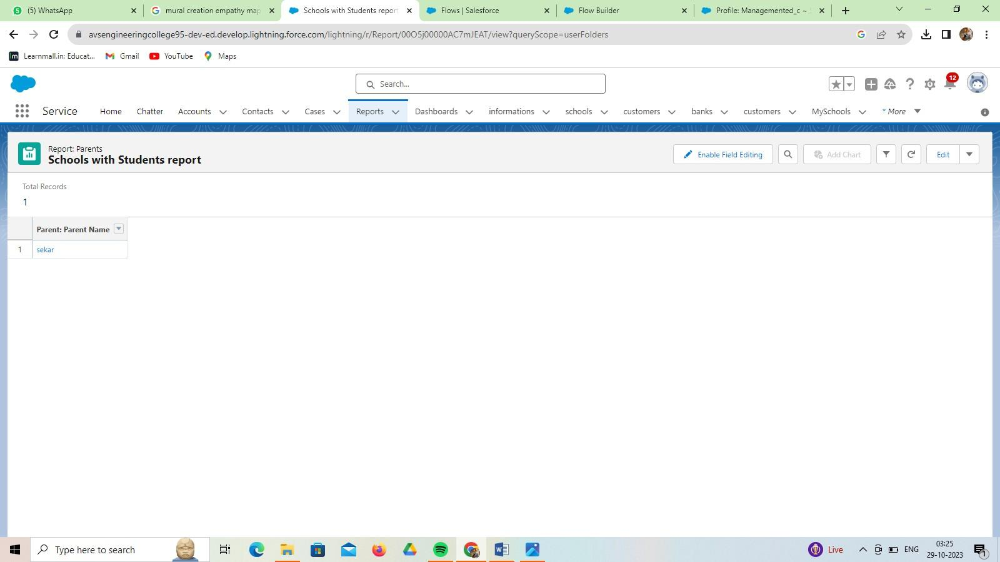 (5) WhatsApp
mural creation empathy map
Schools with Students report
Flows | Salesforce
Flow Builder
Profile: Managemented_c ~
avsengineeringcollege95-dev-ed.develop.lightning.force.com/lightning/r/Report/00O5j00000AC7mJEAT/view?queryScope=userFolders
Learnmall.in: Educat...
Gmail
YouTube
Maps
Search...
12
Service
Home
Chatter
Accounts
Contacts
Cases
Reports
Dashboards
informations
schools
customers
banks
customers
MySchools
* More
Report: Parents
Schools with Students report
Enable Field Editing
Add Chart
Edit
Total Records
1
Parent: Parent Name
1 sekar
Type here to search
Live
ENG
03:25
29-10-2023
1